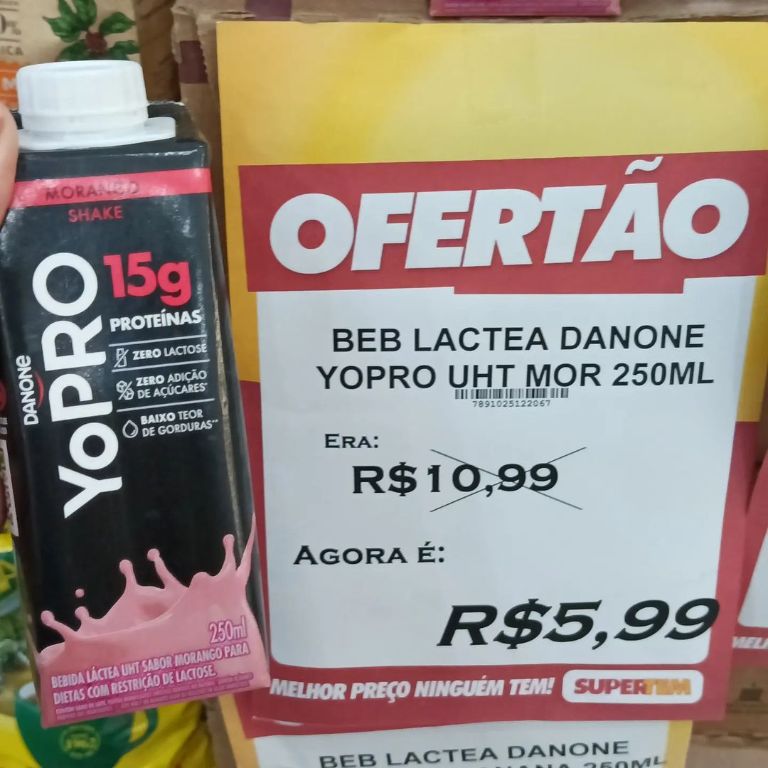 MORANGO
SHAKE
DANONE
YoPRO
15g
PROTEÍNAS
ZERO LACTOSE
ZERO ADIÇÃO
DE AÇÚCARES*
BAIXO TEOR
DE GORDURAS**
250ml
BEBIDA LÁCTEA UHT SABOR MORANGO PARA
DIETAS COM RESTRIÇÃO DE LACTOSE.
OFERTÃO
BEB LACTEA DANONE
YOPRO UHT MOR 250ML
7891025122067
ERA:
R$10,99
AGORA É:
R$5,99
MELHOR PREÇO NINGUÉM TEM! SUPERTEM
BEB LACTEA DANONE
250ML